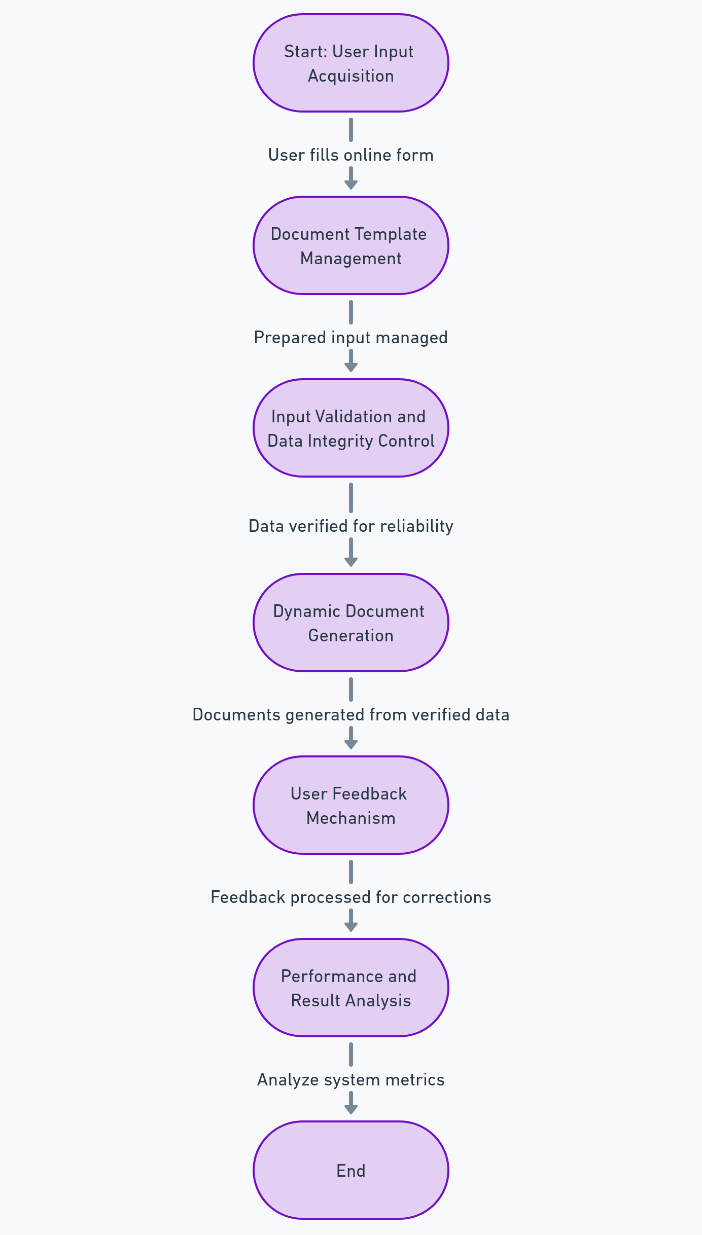 Start: User Input
Acquisition
User fills online form
Document Template
Management
Prepared input managed
Input Validation and
Data Integrity Control
Data verified for reliability
Dynamic Document
Generation
Documents generated from verified data
User Feedback
Mechanism
Feedback processed for corrections
Performance and
Result Analysis
Analyze system metrics
End